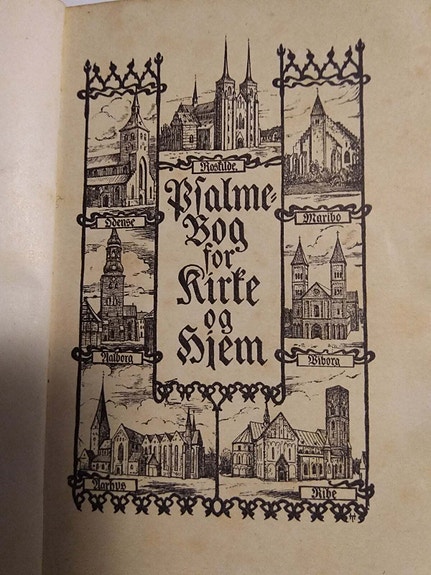 Roskilde.
Odense
Maribo
Psalme-
Bog
for
Kirke
og
Hjem
Aalborg
Viborg
Aarhus
Ribe